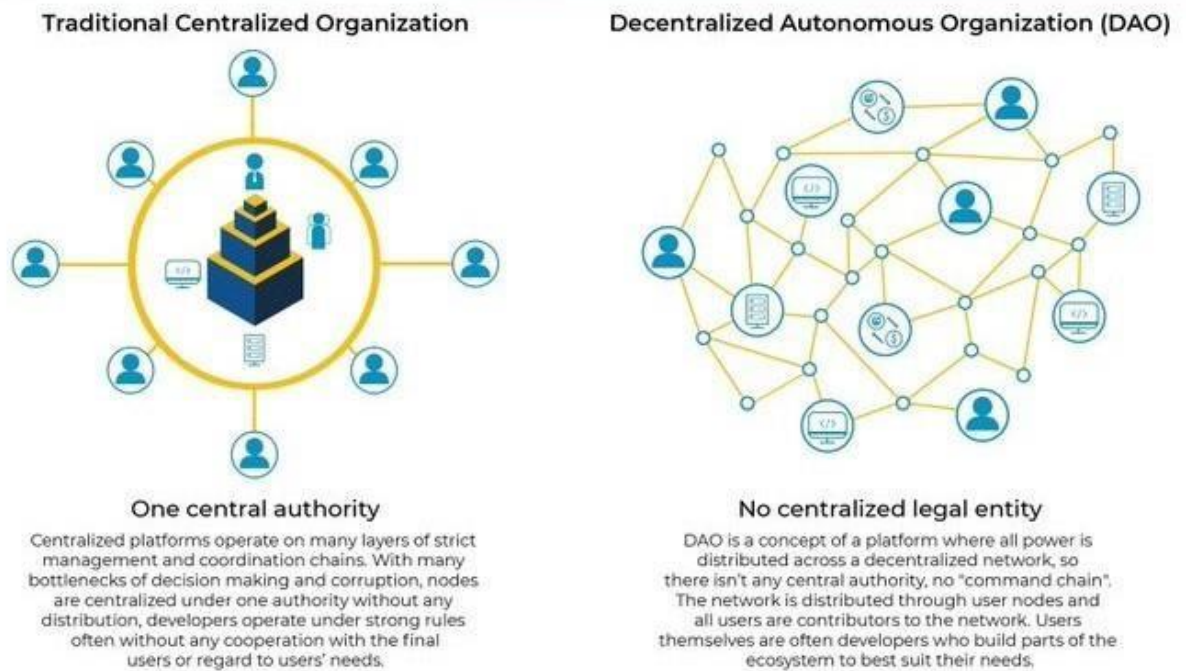 Traditional Centralized Organization
Decentralized Autonomous Organization (DAO)
</>
$
</>
</>
$
</>
</>
One central authority
Centralized platforms operate on many layers of strict
management and coordination chains. With many
bottlenecks of decision making and corruption, nodes
are centralized under one authority without any
distribution, developers operate under strong rules
often without any cooperation with the final
users or regard to users' needs.
No centralized legal entity
DAO is a concept of a platform where all power is
distributed across a decentralized network, so
there isn't any central authority, no "command chain".
The network is distributed through user nodes and
all users are contributors to the network. Users
themselves are often developers who build parts of the
ecosystem to best suit their needs.